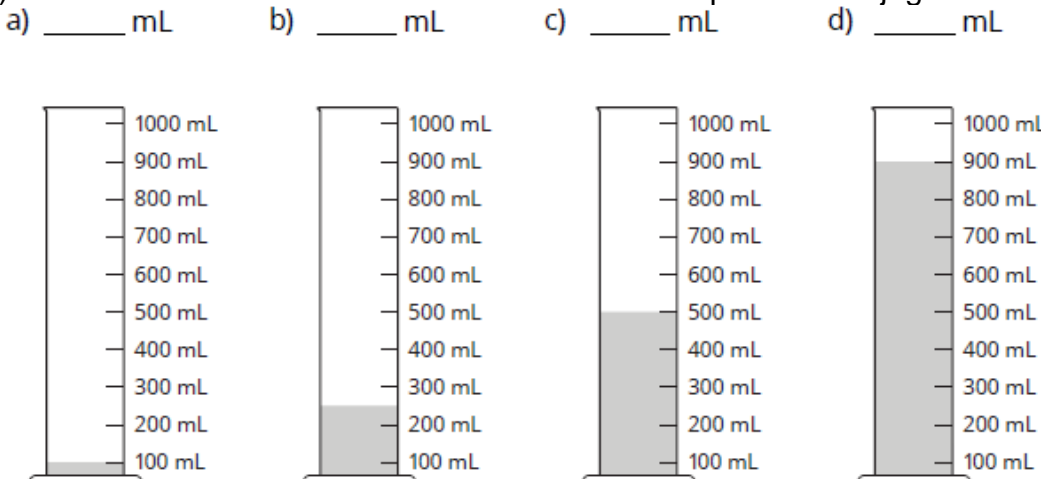 a) ______ mL b) ______ mL c) ______ mL d) ______ mL
1000 mL 1000 mL 1000 mL 1000 mL
900 mL 900 mL 900 mL 900 mL
800 mL 800 mL 800 mL 800 mL
700 mL 700 mL 700 mL 700 mL
600 mL 600 mL 600 mL 600 mL
500 mL 500 mL 500 mL 500 mL
400 mL 400 mL 400 mL 400 mL
300 mL 300 mL 300 mL 300 mL
200 mL 200 mL 200 mL 200 mL
100 mL 100 mL 100 mL 100 mL